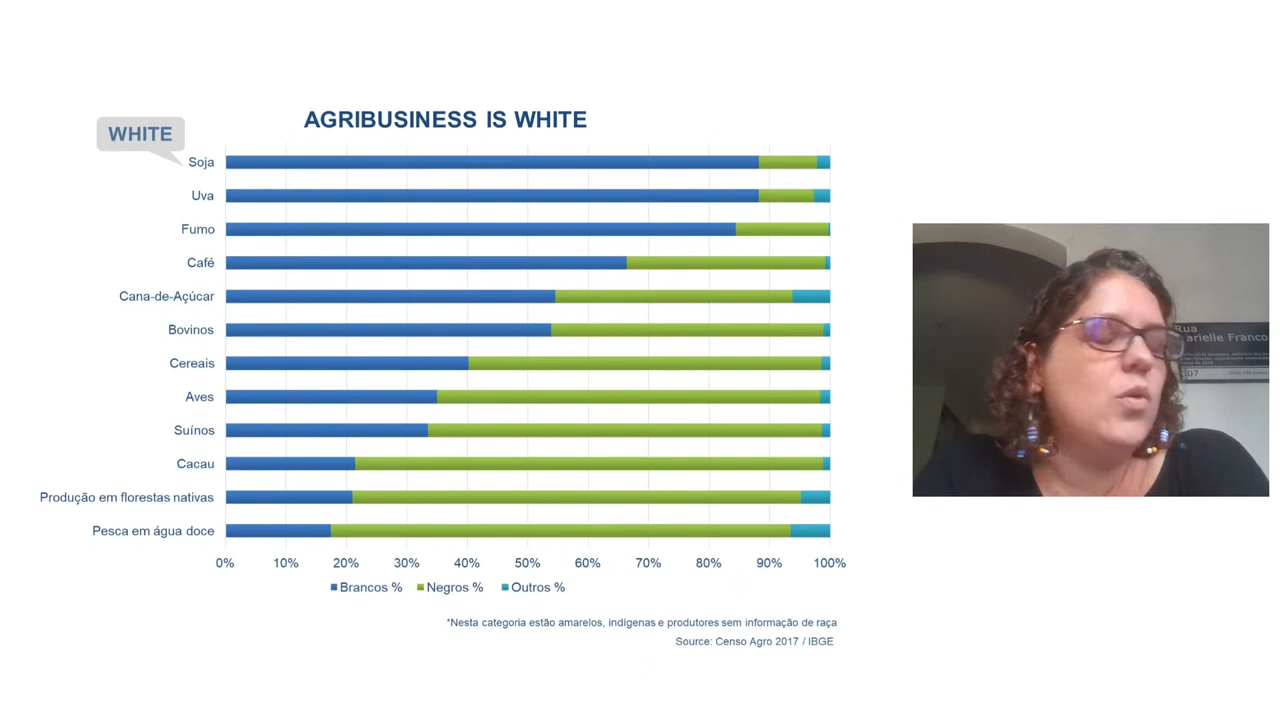 AGRIBUSINESS IS WHITE
WHITE
Soja
Uva
Fumo
Café
Cana-de-Açúcar
Bovinos
Cereais
Aves
Suínos
Cacau
Produção em florestas nativas
Pesca em água doce
0% 10% 20% 30% 40% 50% 60% 70% 80% 90% 100%
Brancos % Negros % Outros %
*Nesta categoria estão amarelos, indígenas e produtores sem informação de raça
Source: Censo Agro 2017 / IBGE
Rua
arielle Franco